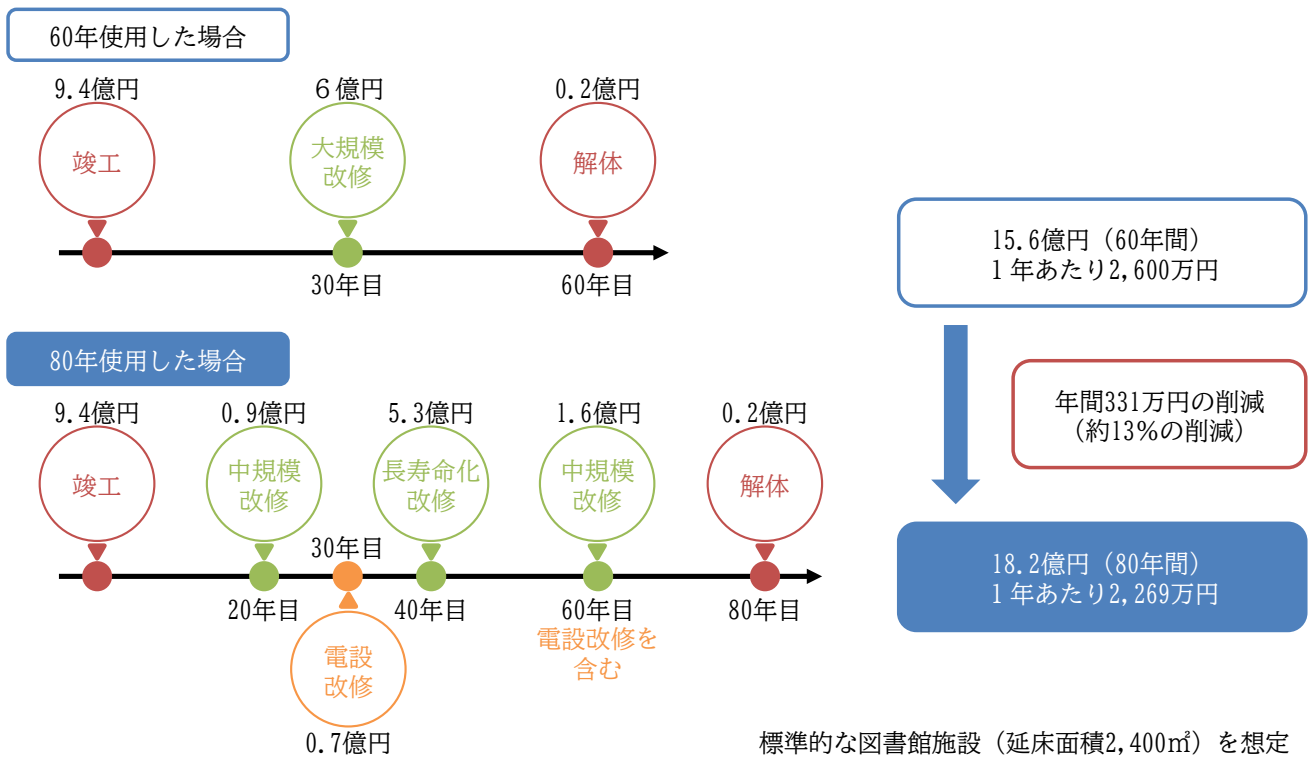 60年使用した場合
9.4億円
６億円
0.2億円
竣工
大規模
改修
解体
30年目
60年目
15.6億円（60年間）
１年あたり2,600万円
80年使用した場合
9.4億円
0.9億円
5.3億円
1.6億円
0.2億円
竣工
中規模
改修
長寿命化
改修
中規模
改修
解体
30年目
20年目
40年目
60年目
80年目
電設改修を
含む
電設
改修
0.7億円
年間331万円の削減
（約13%の削減）
18.2億円（80年間）
１年あたり2,269万円
標準的な図書館施設（延床面積2,400㎡）を想定